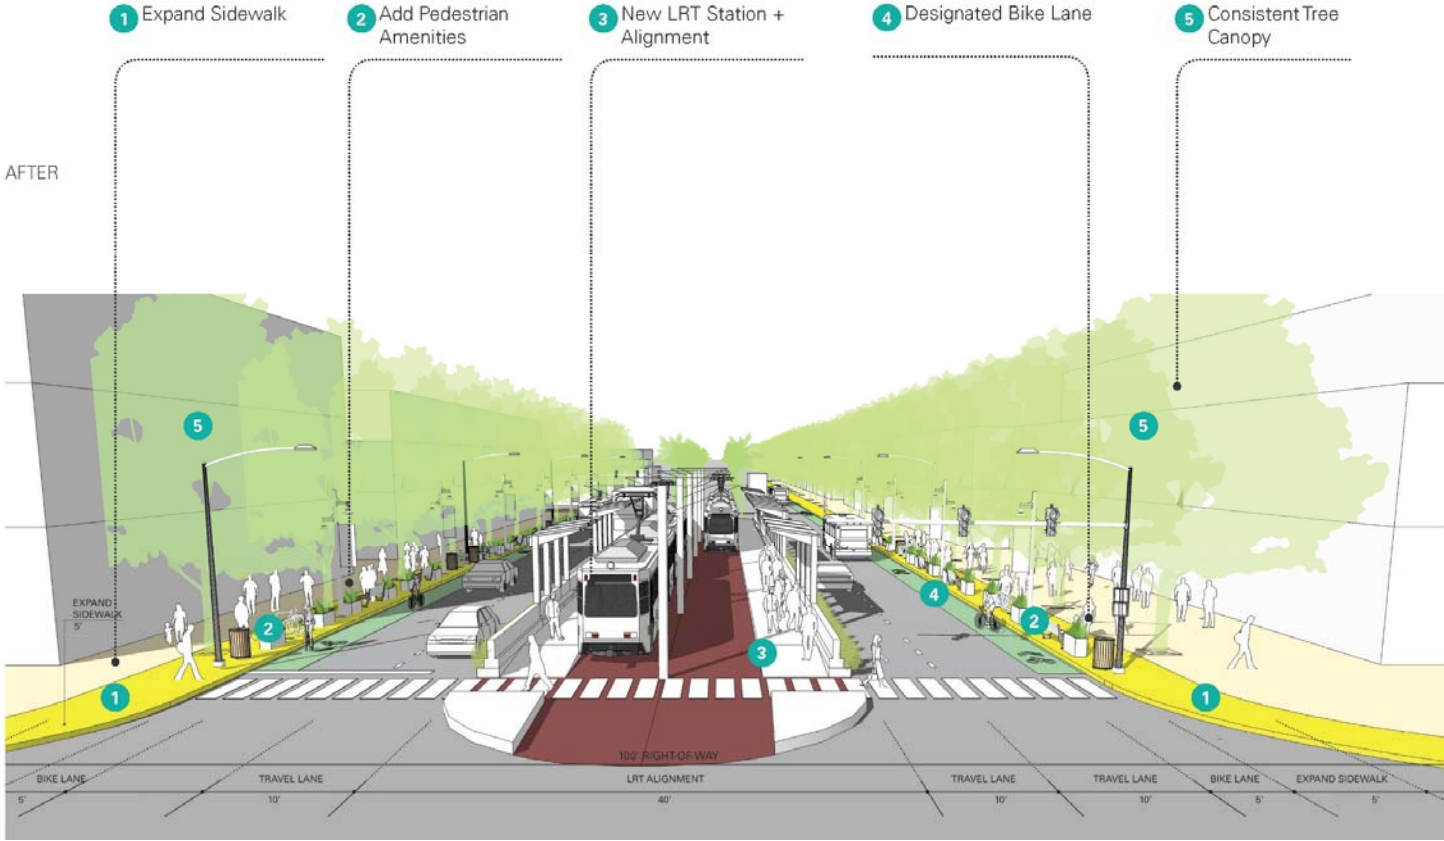 1 Expand Sidewalk
2 Add Pedestrian
Amenities
3 New LRT Station +
Alignment
4 Designated Bike Lane
5 Consistent Tree
Canopy
AFTER
5
5
EXPAND
SIDEWALK
5'
4
2
2
3
1
1
100' RIGHT-OF-WAY
BIKE LANE
TRAVEL LANE
LRT ALIGNMENT
TRAVEL LANE
TRAVEL LANE
BIKE LANE
EXPAND SIDEWALK
5'
10'
40'
10'
10'
5'
5'